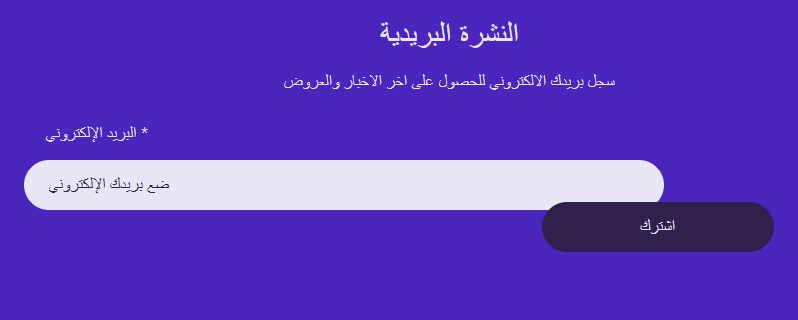 النشرة البريدية
سجل بريدك الالكتروني للحصول على اخر الاخبار والعروض
البريد الإلكتروني *
ضع بريدك الإلكتروني
اشترك